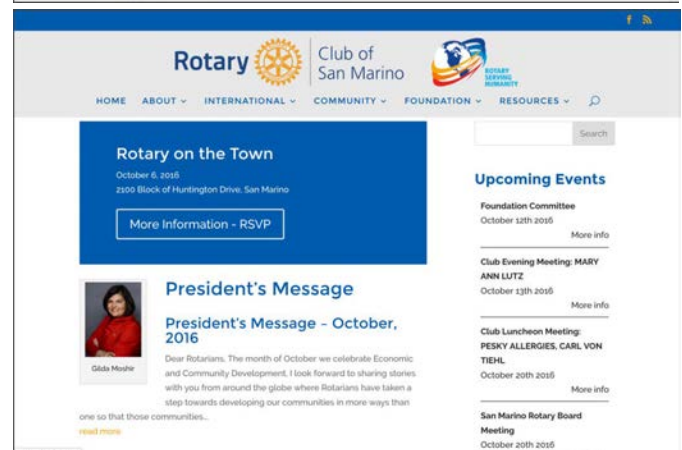 Rotary
Club of
San Marino
ROTARY
SERVING
HUMANITY
HOME ABOUT INTERNATIONAL COMMUNITY FOUNDATION RESOURCES
Rotary on the Town
October 6, 2016
2100 Block of Huntington Drive, San Marino
More Information - RSVP
President's Message
President's Message - October,
2016
Gilda Moshir
Dear Rotarians, The month of October we celebrate Economic
and Community Development, I look forward to sharing stories
with you from around the globe where Rotarians have taken a
step towards developing our communities in more ways than
one so that those communities...
read more
Search
Upcoming Events
Foundation Committee
October 12th 2016
More info
Club Evening Meeting: MARY
ANN LUTZ
October 13th 2016
More info
Club Luncheon Meeting:
PESKY ALLERGIES, CARL VON
TIEHL
October 20th 2016
More info
San Marino Rotary Board
Meeting
October 20th 2016